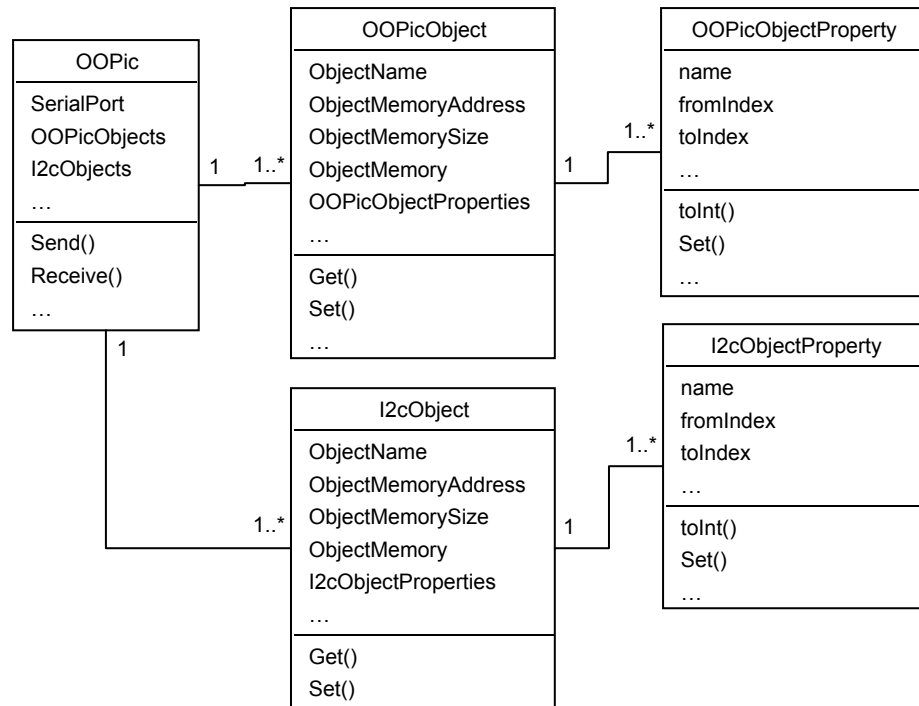 OOPic
SerialPort
OOPicObjects
I2cObjects
…
Send()
Receive()
…
1
1..*
1
OOPicObject
ObjectName
ObjectMemoryAddress
ObjectMemorySize
ObjectMemory
OOPicObjectProperties
…
Get()
Set()
…
1
1..*
OOPicObjectProperty
name
fromIndex
toIndex
…
toInt()
Set()
…
1..*
I2cObject
ObjectName
ObjectMemoryAddress
ObjectMemorySize
ObjectMemory
I2cObjectProperties
…
Get()
Set()
1
1..*
I2cObjectProperty
name
fromIndex
toIndex
…
toInt()
Set()
…